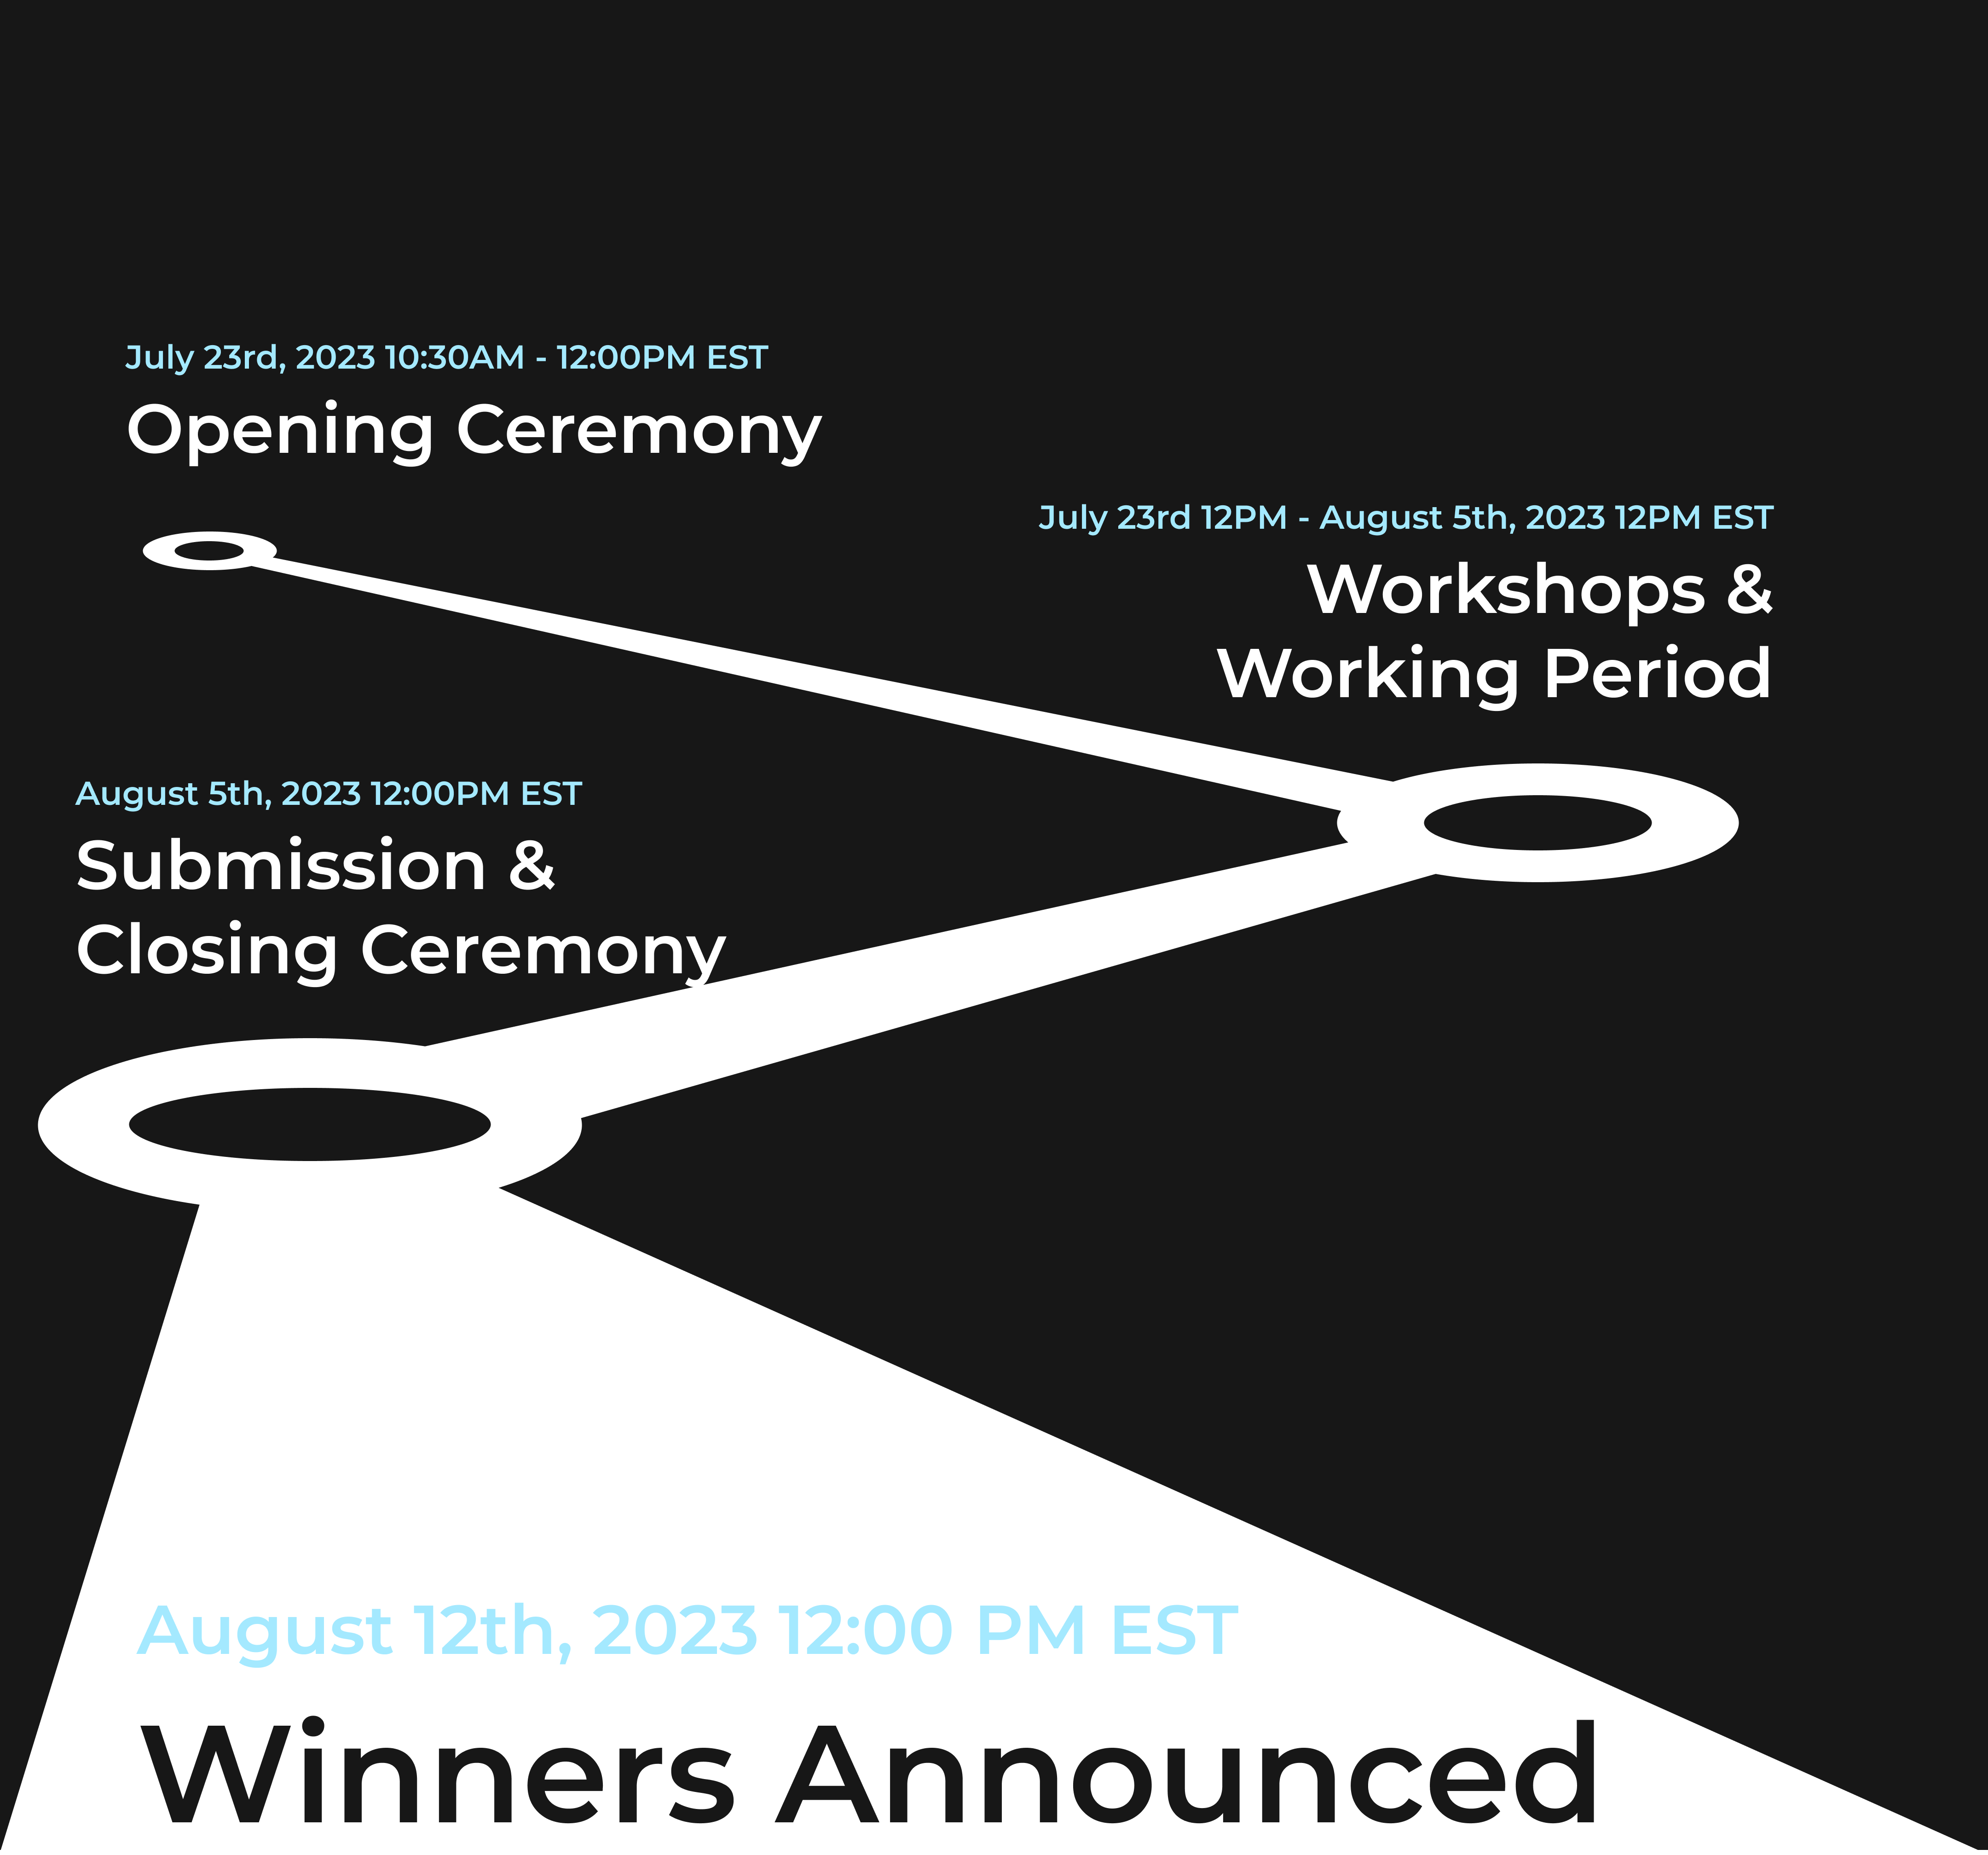 July 23rd, 2023 10:30AM - 12:00PM EST
Opening Ceremony
July 23rd 12PM - August 5th, 2023 12PM EST
Workshops &
Working Period
August 5th, 2023 12:00PM EST
Submission &
Closing Ceremony
August 12th, 2023 12:00 PM EST
Winners Announced